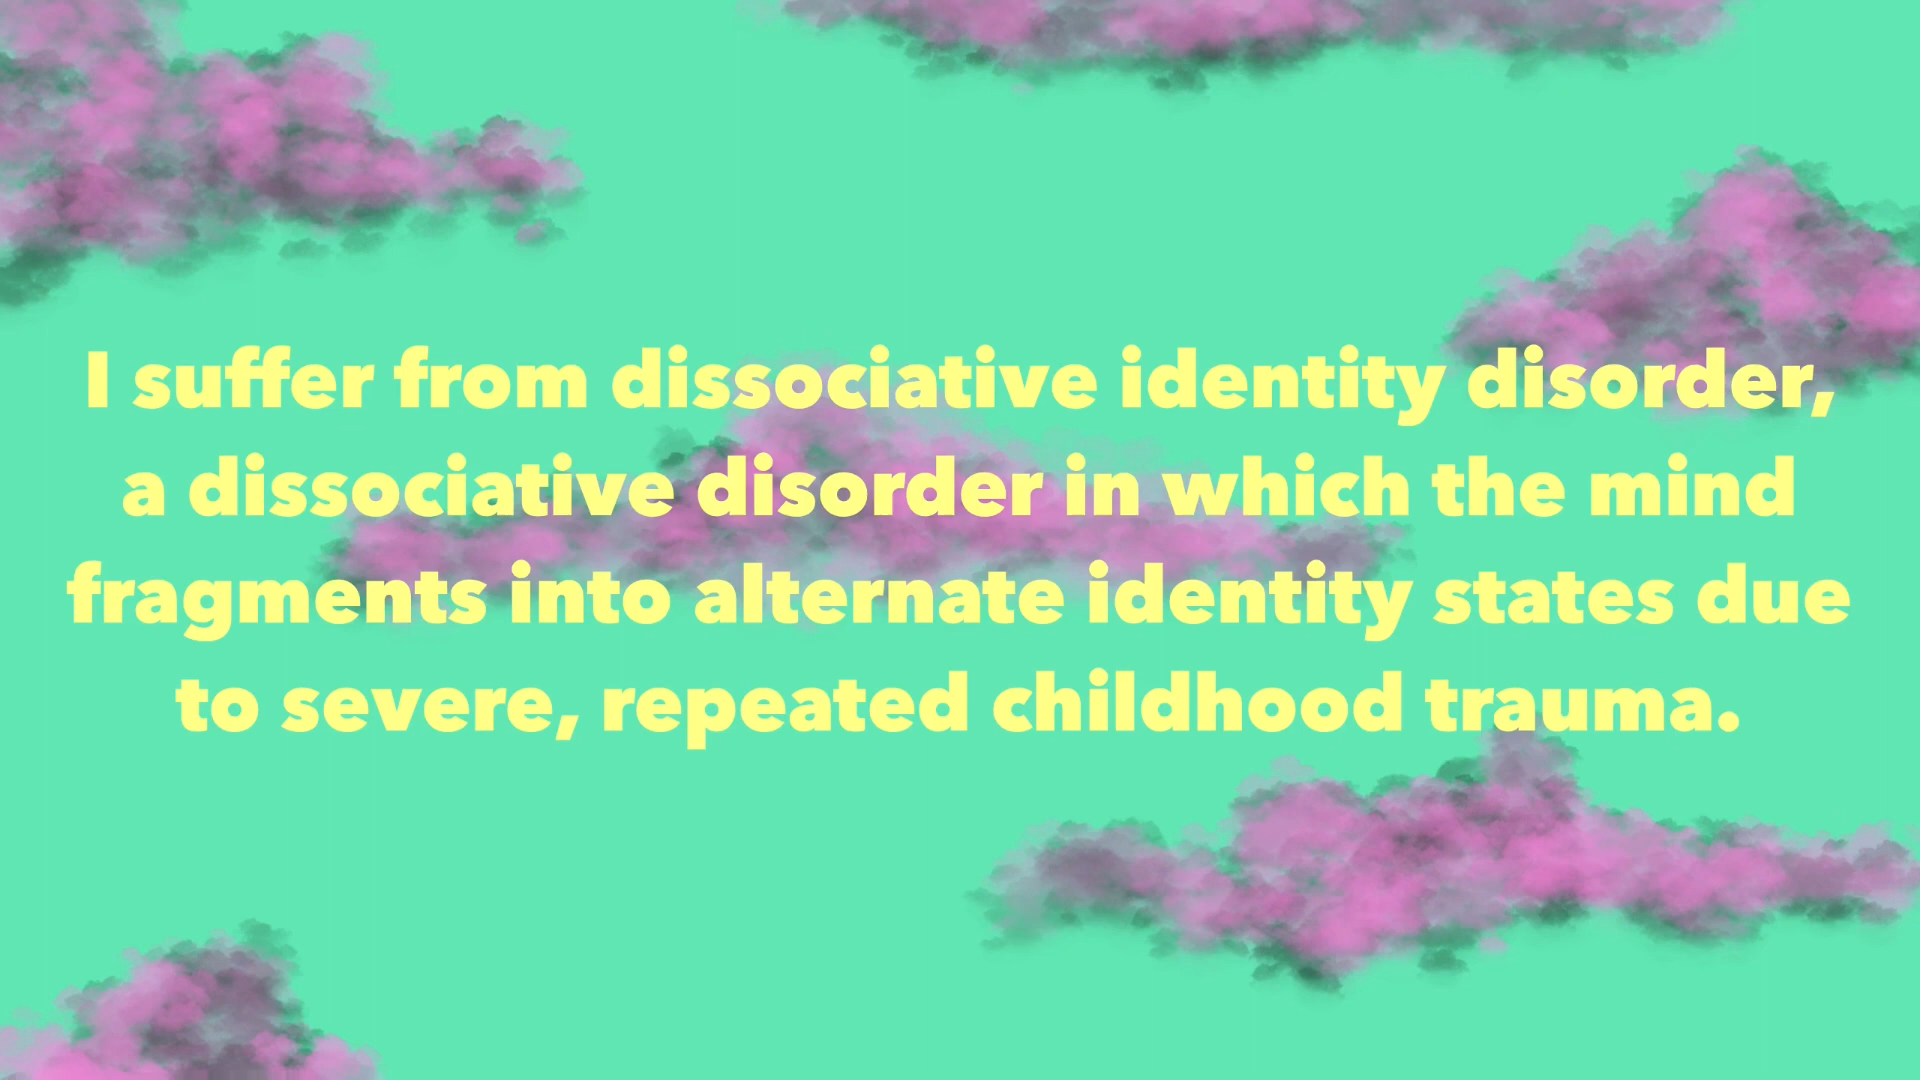 I suffer from dissociative identity disorder,
a dissociative disorder in which the mind
fragments into alternate identity states due
to severe, repeated childhood trauma.